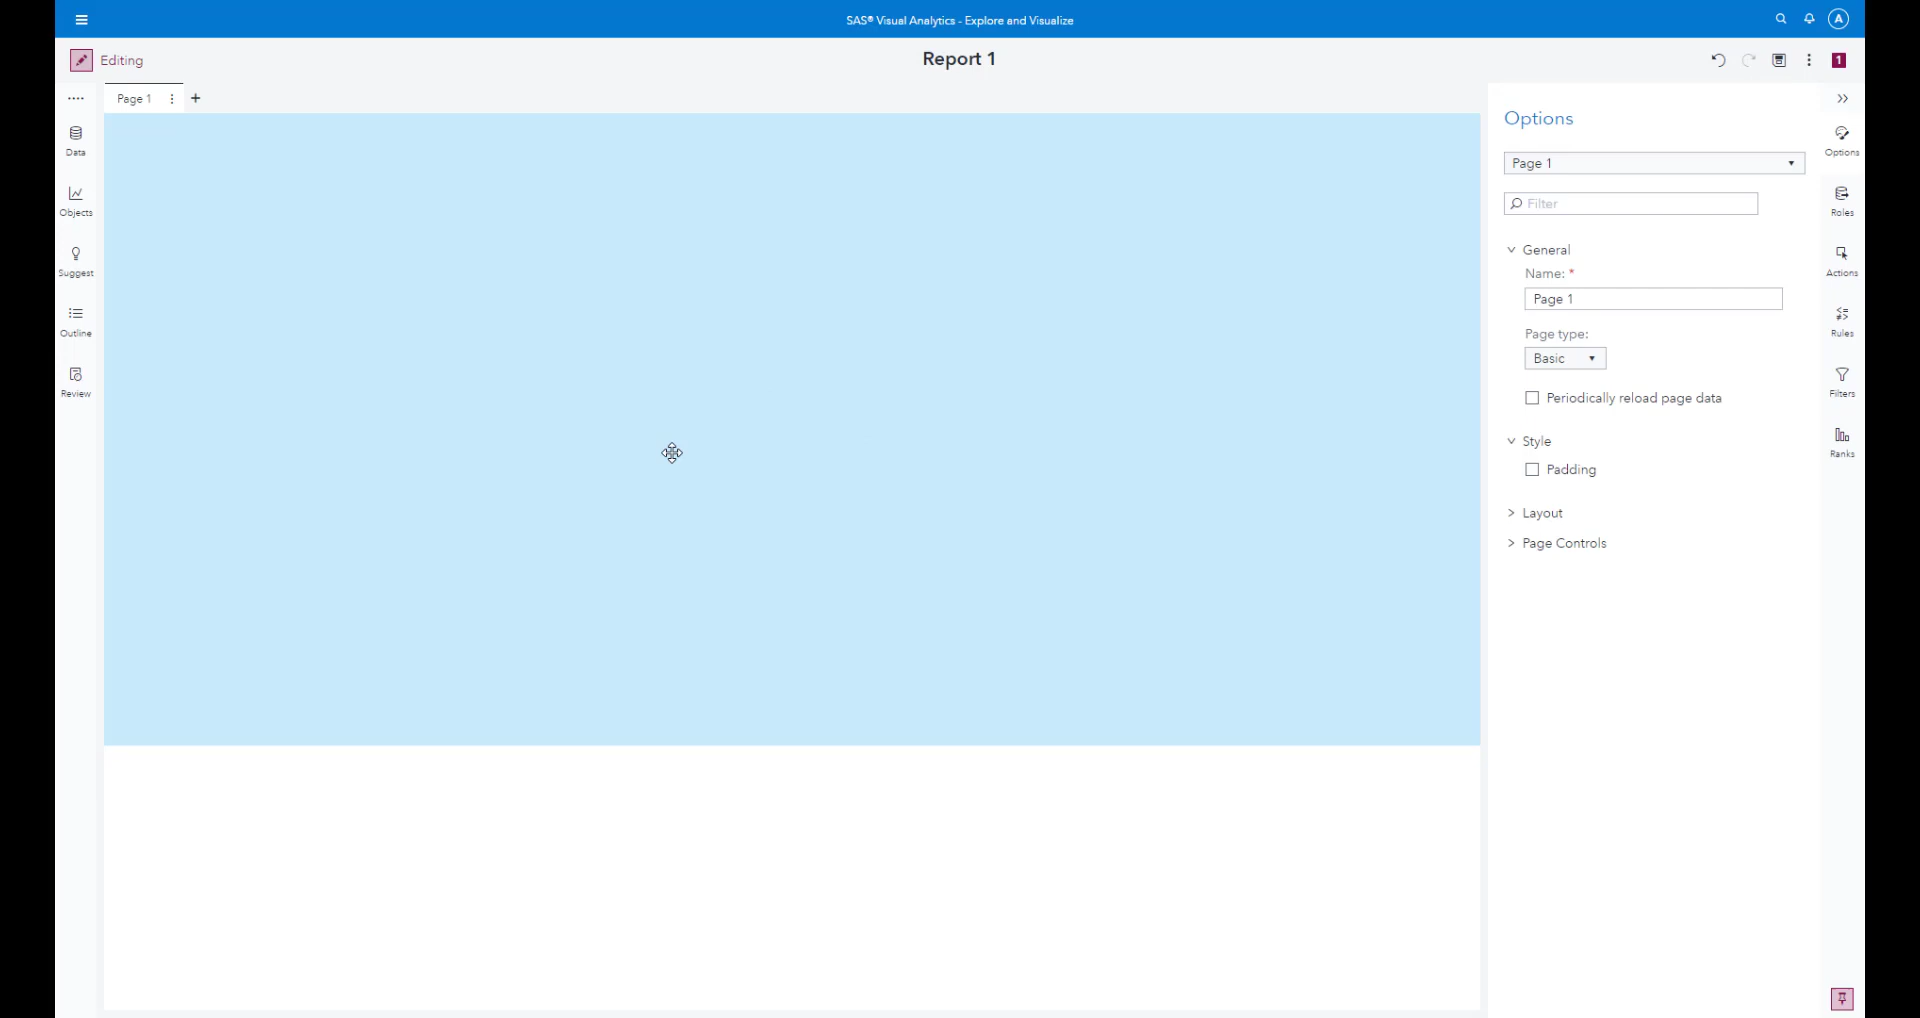 SAS® Visual Analytics - Explore and Visualize
A
Editing
Report 1
1
Page 1
Data
Objects
Suggest
Outline
Review
Options
Page 1
Filter
General
Name: *
Page 1
Page type:
Basic
Periodically reload page data
Style
Padding
Layout
Page Controls
Options
Roles
Actions
Rules
Filters
Ranks